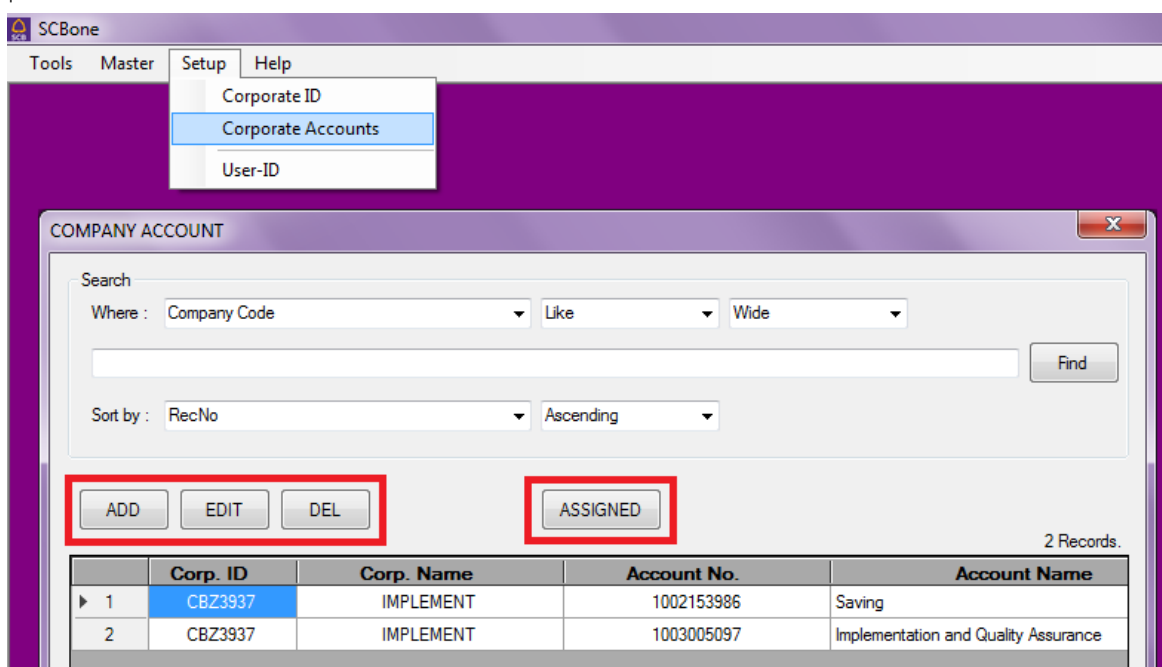 SCBone
Tools Master Setup Help
Corporate ID
Corporate Accounts
User-ID
COMPANY ACCOUNT
Search
Where : Company Code Like Wide
Find
Sort by : RecNo Ascending
ADD EDIT DEL ASSIGNED
2 Records.
Corp. ID Corp. Name Account No. Account Name
1 CBZ3937 IMPLEMENT 1002153986 Saving
2 CBZ3937 IMPLEMENT 1003005097 Implementation and Quality Assurance